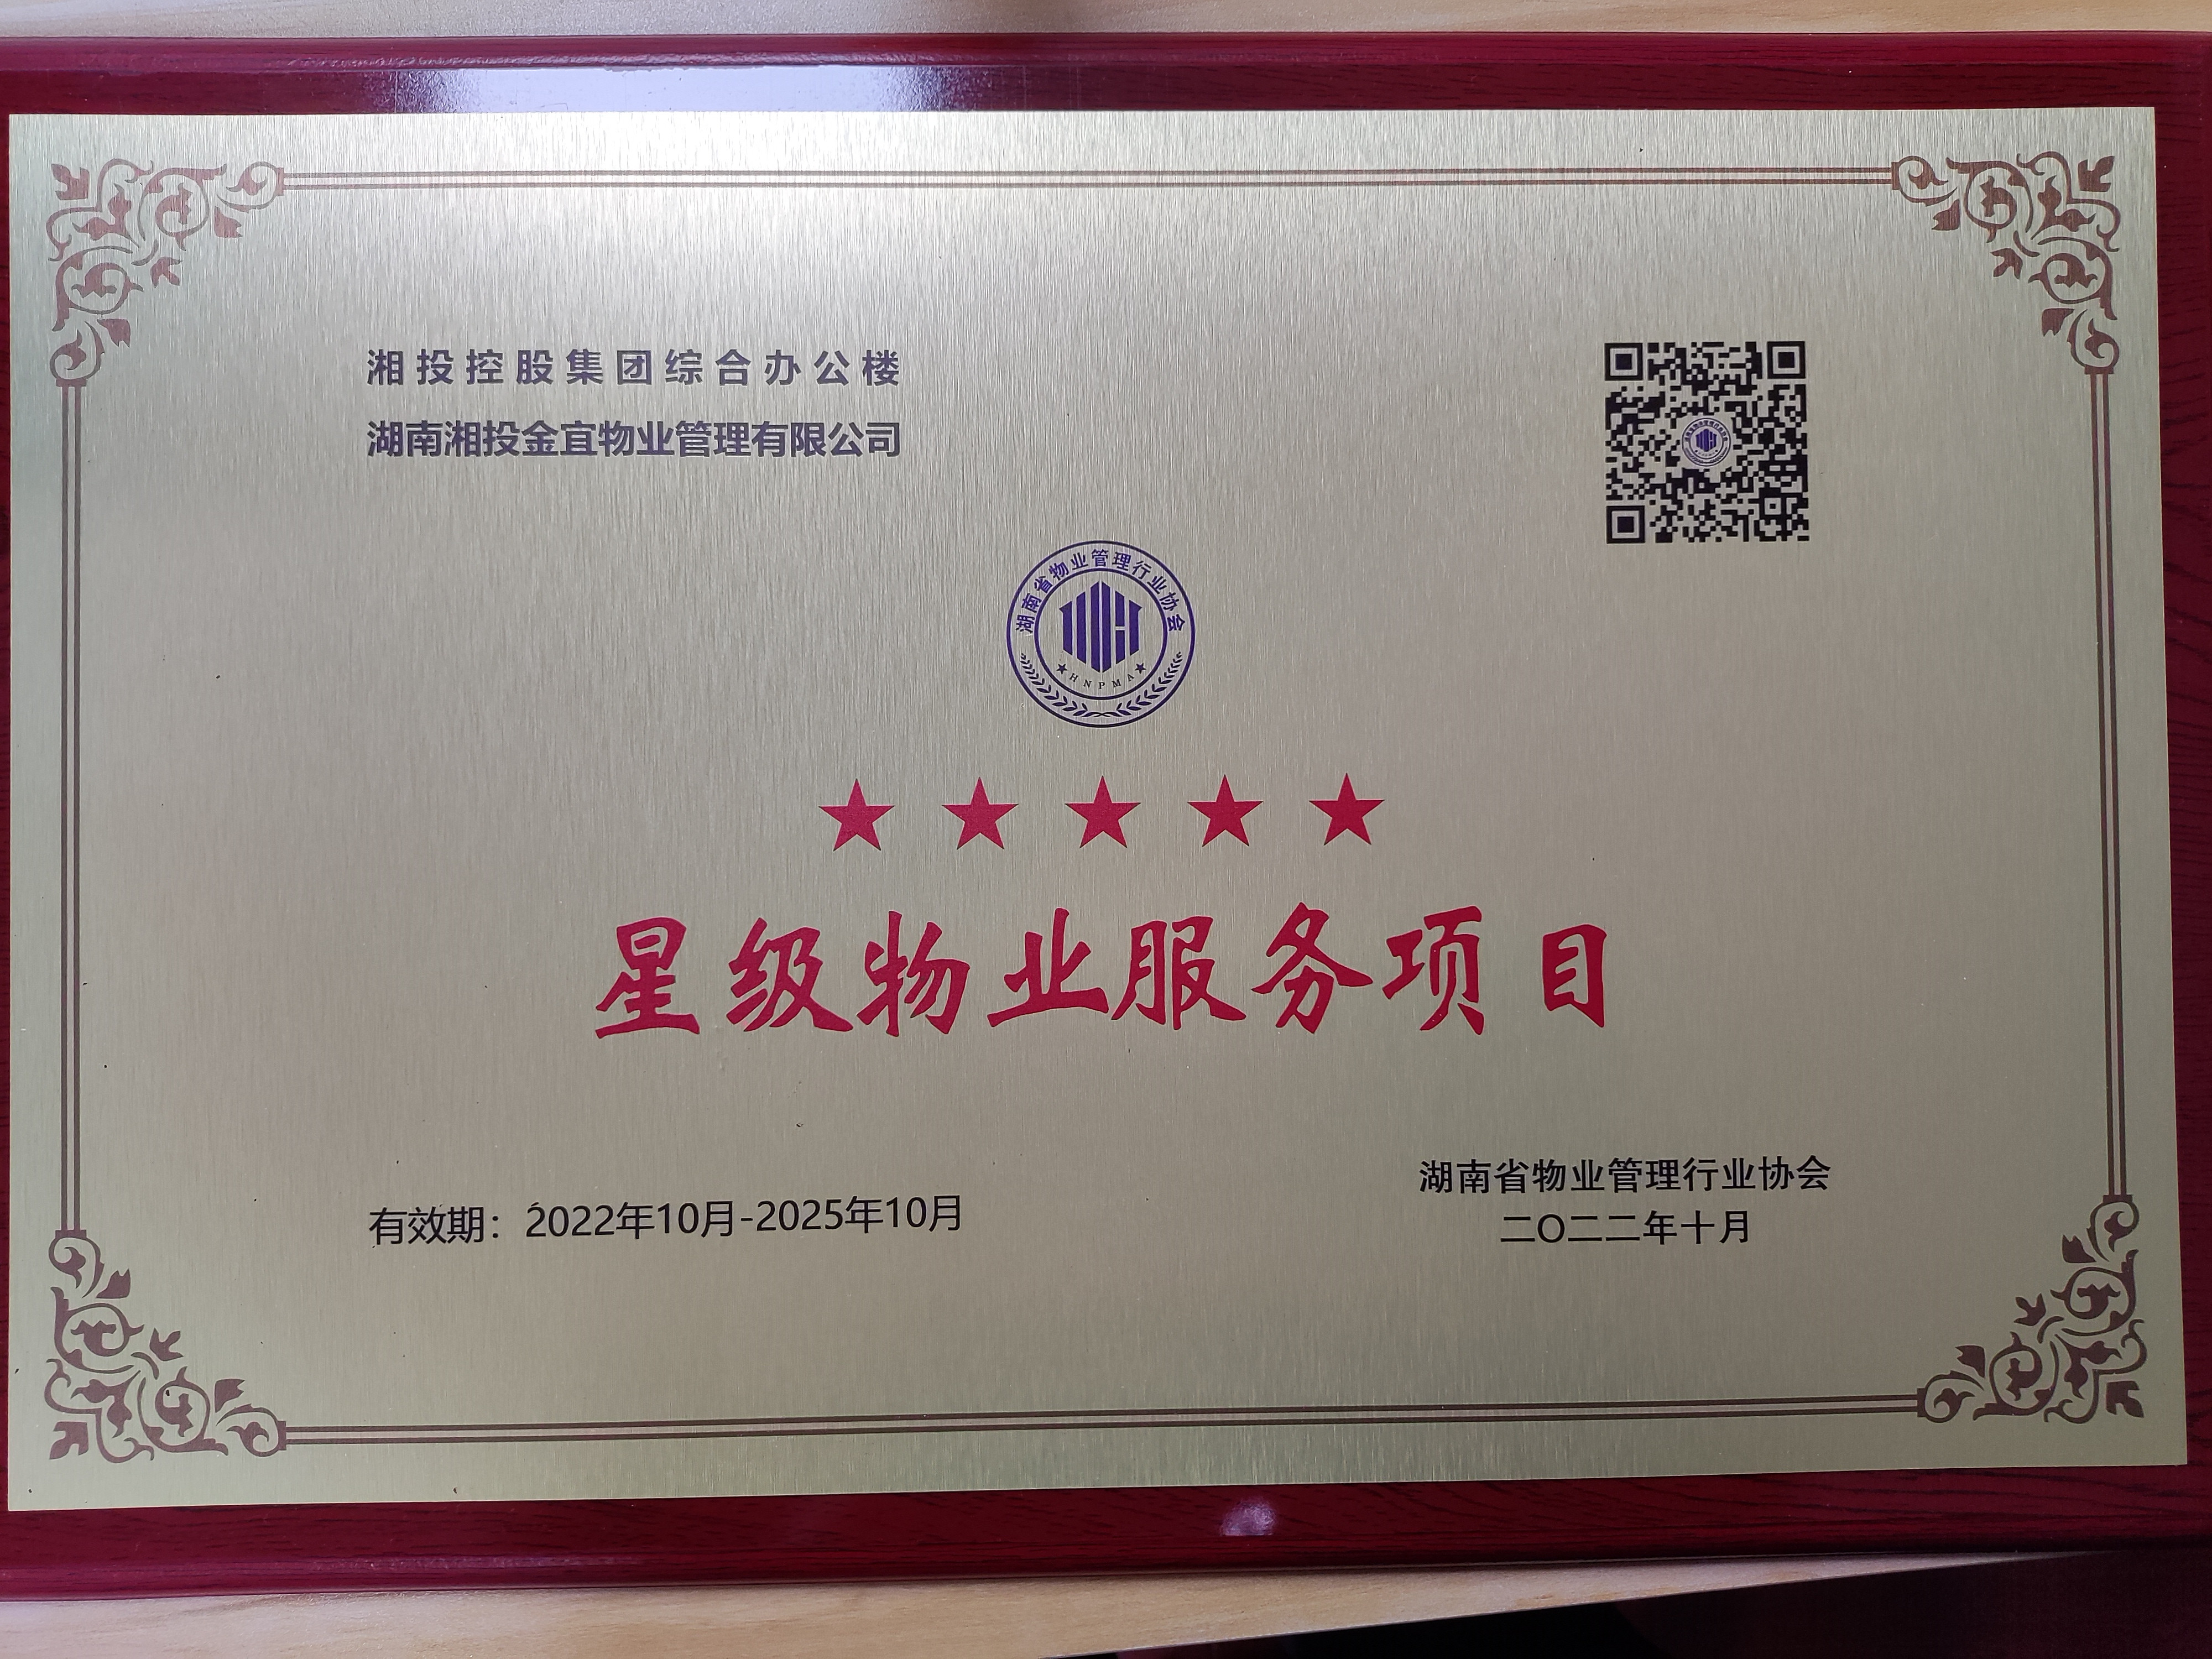 湘投控股集团综合办公楼
湖南湘投金宜物业管理有限公司
湖南省物业管理行业协会
HNPMA
星级物业服务项目
有效期：2022年10月-2025年10月
湖南省物业管理行业协会
二〇二二年十月